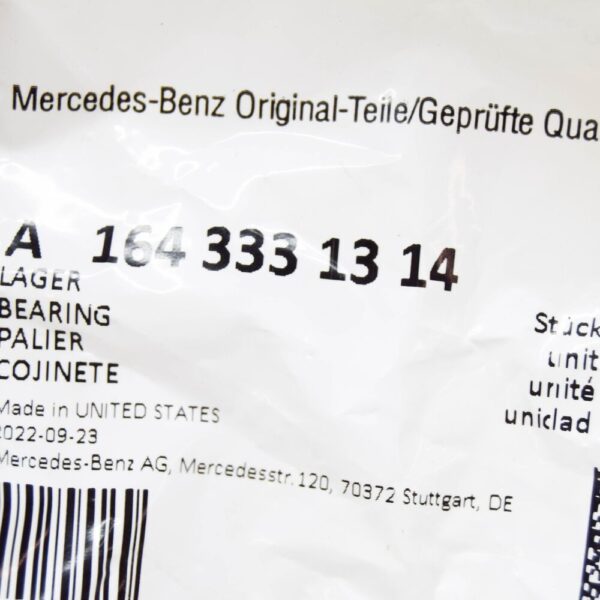 Mercedes-Benz Original-Teile/Geprüfte Qua
A 164 333 13 14
LAGER
BEARING
PALIER
COJINETE
Made in UNITED STATES
2022-09-23
Mercedes-Benz AG, Mercedesstr.120, 70372 Stuttgart, DE
Stück
unit
unité
unidad